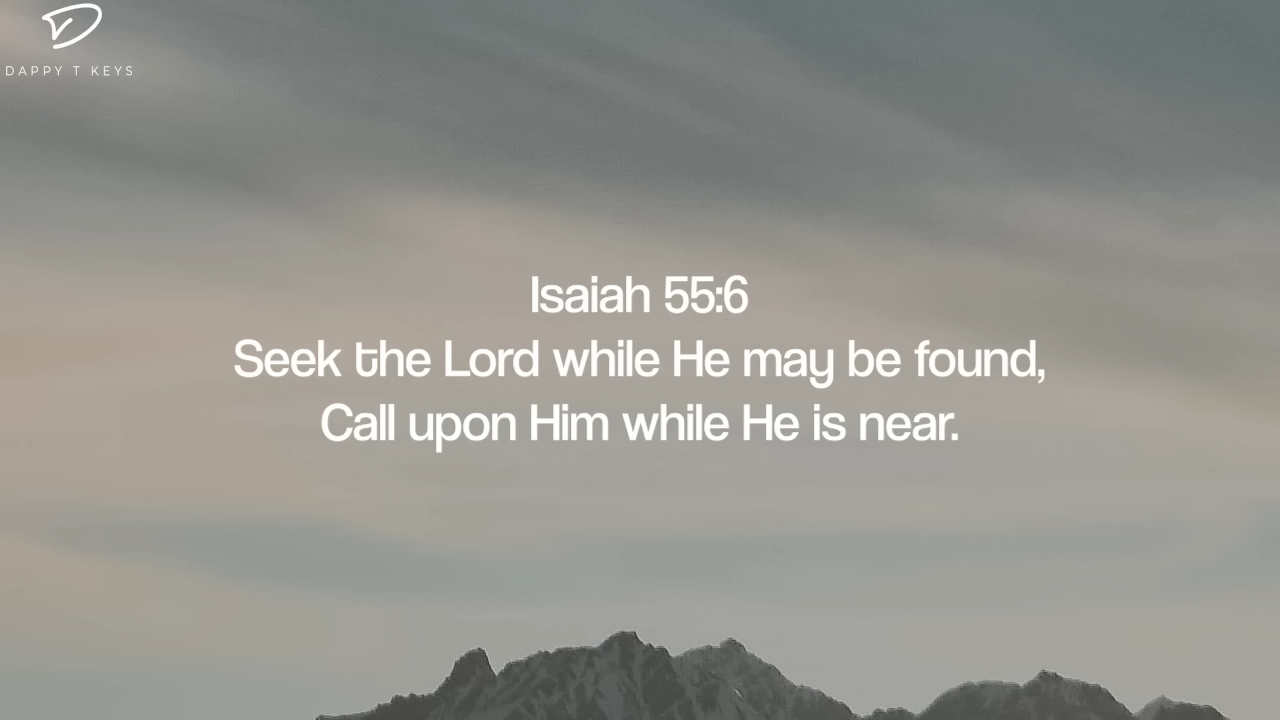 DAPPY T KEYS
Isaiah 55:6
Seek the Lord while He may be found,
Call upon Him while He is near.